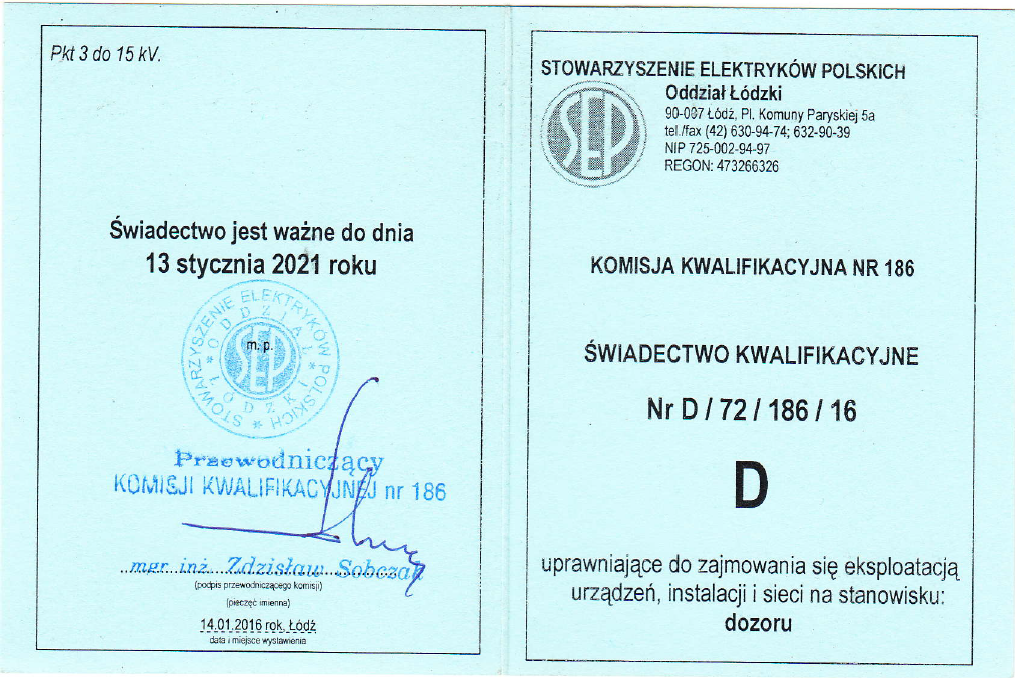 Pkt 3 do 15 kV.
Świadectwo jest ważne do dnia
13 stycznia 2021 roku
STOWARZYSZENIE ELEKTRYKÓW POLSKICH
* ODDZIAŁ * ŁÓDZKI
SEP
m. p.
Przewodniczący
KOMISJI KWALIFIKACYJNEJ nr 186
mgr inż. Zdzisław Sobczak
(podpis przewodniczącego komisji)
(pieczęć imienna)
14.01.2016 rok, Łódź
data i miejsce wystawienia
STOWARZYSZENIE ELEKTRYKÓW POLSKICH
Oddział Łódzki
90-007 Łódź, Pl. Komuny Paryskiej 5a
tel./fax (42) 630-94-74; 632-90-39
NIP 725-002-94-97
REGON: 473266326
SEP
KOMISJA KWALIFIKACYJNA NR 186
ŚWIADECTWO KWALIFIKACYJNE
Nr D / 72 / 186 / 16
D
uprawniające do zajmowania się eksploatacją
urządzeń, instalacji i sieci na stanowisku:
dozoru